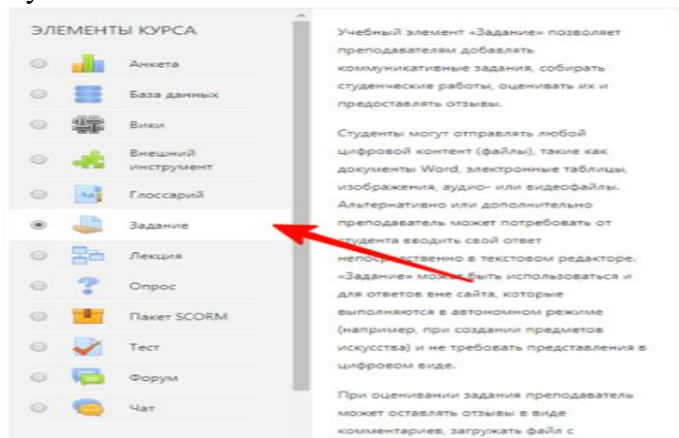 ЭЛЕМЕНТЫ КУРСА
Анкета
База данных
Вики
Внешний
инструмент
Глоссарий
Задание
Лекция
Опрос
Пакет SCORM
Тест
Форум
Чат
Учебный элемент «Задание» позволяет
преподавателям добавлять
коммуникативные задания, собирать
студенческие работы, оценивать их и
предоставлять отзывы.
Студенты могут отправлять любой
цифровой контент (файлы), такие как
документы Word, электронные таблицы,
изображения, аудио- или видеофайлы.
Альтернативно или дополнительно
преподаватель может потребовать от
студента вводить свой ответ
непосредственно в текстовом редакторе.
«Задание» может быть использоваться и
для ответов вне сайта, которые
выполняются в автономном режиме
(например, при создании предметов
искусства) и не требовать представления в
цифровом виде.
При оценивании задания преподаватель
может оставлять отзывы в виде
комментариев, загружать файл с